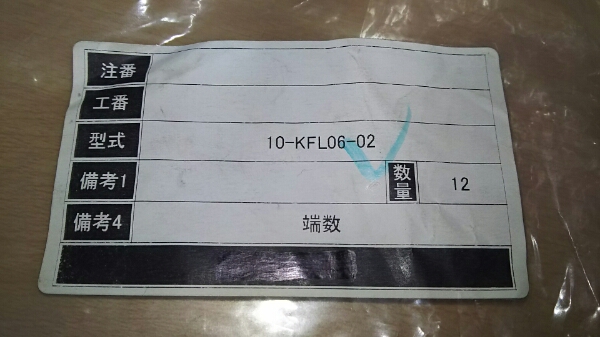 注番
工番
型式 10-KFL06-02
備考1 数量 12
備考4 端数